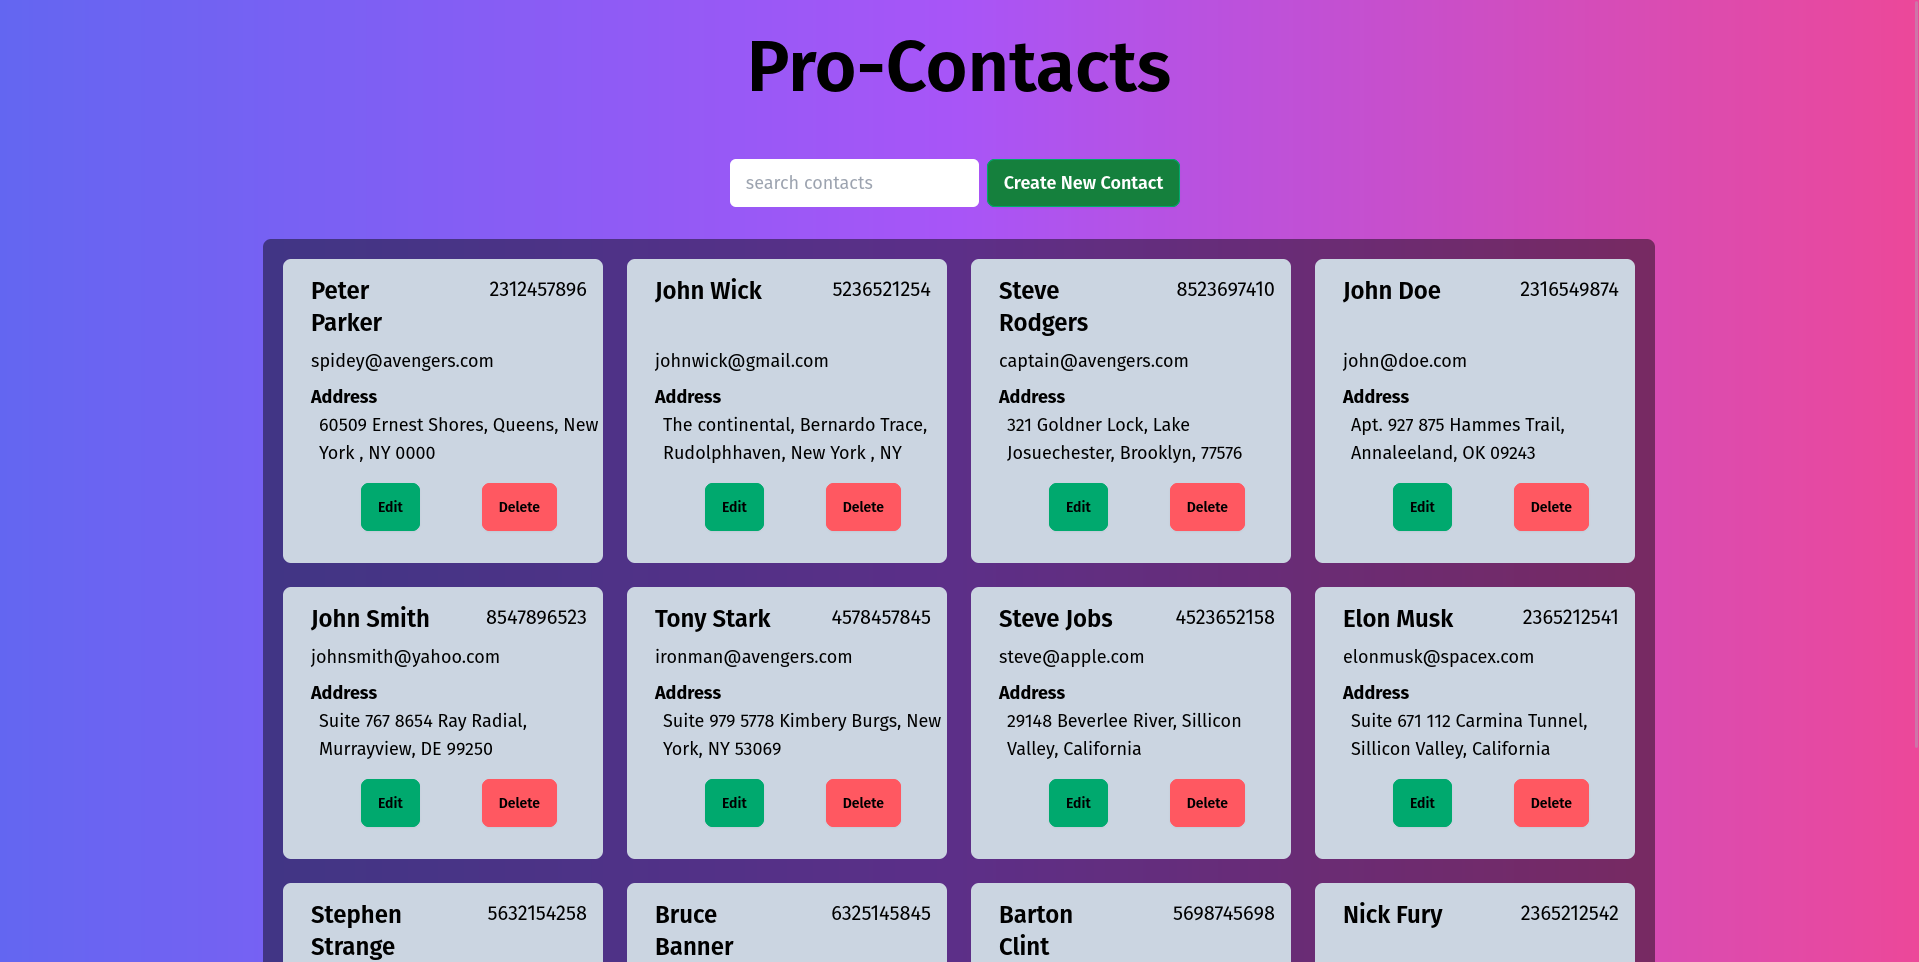 Pro-Contacts
search contacts
Create New Contact
Peter
Parker
2312457896
spidey@avengers.com
Address
60509 Ernest Shores, Queens, New
York , NY 0000
Edit
Delete
John Wick
5236521254
johnwick@gmail.com
Address
The continental, Bernardo Trace,
Rudolphhaven, New York , NY
Edit
Delete
Steve
Rodgers
8523697410
captain@avengers.com
Address
321 Goldner Lock, Lake
Josuechester, Brooklyn, 77576
Edit
Delete
John Doe
2316549874
john@doe.com
Address
Apt. 927 875 Hammes Trail,
Annaleeland, OK 09243
Edit
Delete
John Smith
8547896523
johnsmith@yahoo.com
Address
Suite 767 8654 Ray Radial,
Murrayview, DE 99250
Edit
Delete
Tony Stark
4578457845
ironman@avengers.com
Address
Suite 979 5778 Kimbery Burgs, New
York, NY 53069
Edit
Delete
Steve Jobs
4523652158
steve@apple.com
Address
29148 Beverlee River, Sillicon
Valley, California
Edit
Delete
Elon Musk
2365212541
elonmusk@spacex.com
Address
Suite 671 112 Carmina Tunnel,
Sillicon Valley, California
Edit
Delete
Stephen
Strange
5632154258
Bruce
Banner
6325145845
Barton
Clint
5698745698
Nick Fury
2365212542